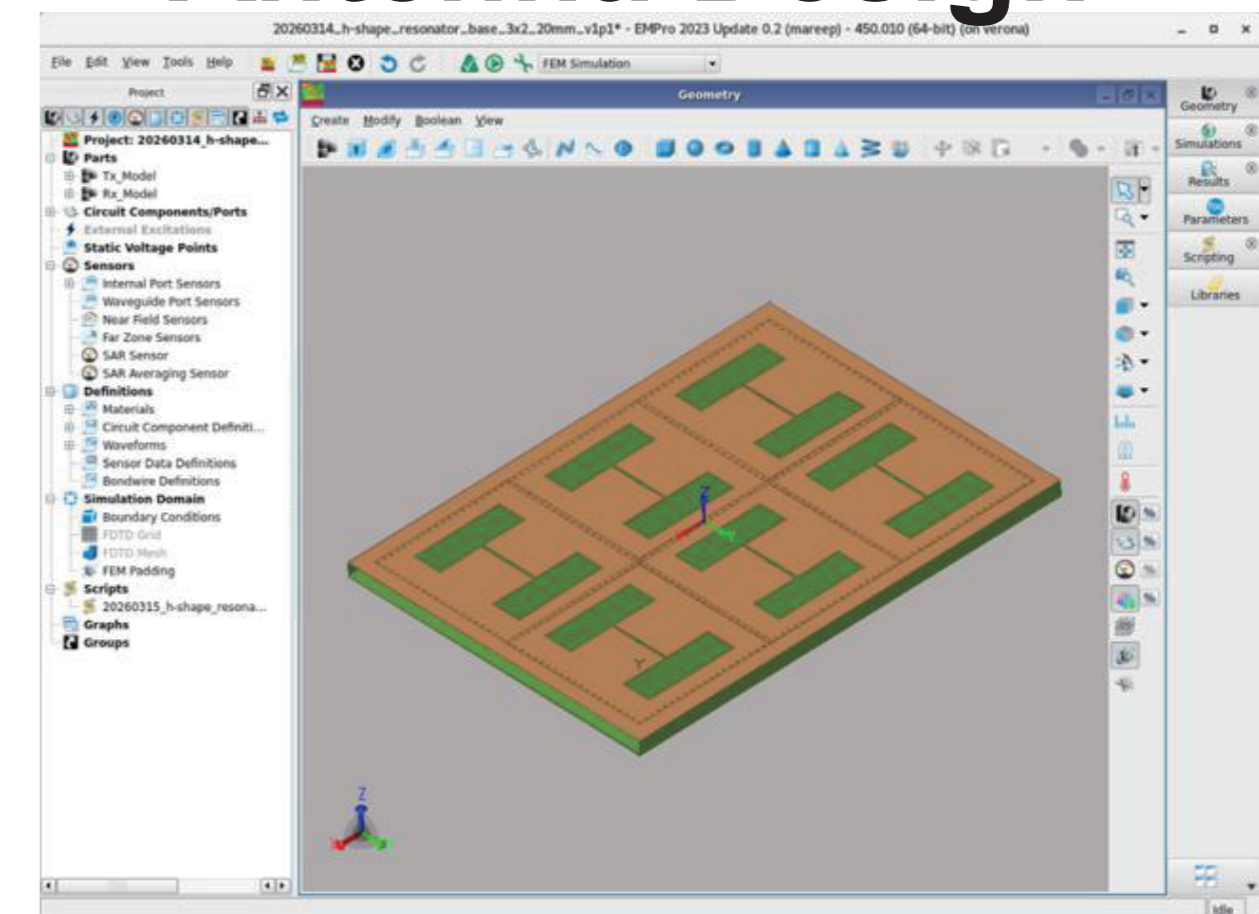 Antenna Design
20260314_h-shape_resonator_base_3x2_20mm_v1p1* - EMPro 2023 Update 0.2 (mareep) - 450.010 (64-bit) (on verona)
File Edit View Tools Help
FEM Simulation
Project
Geometry
Create Modify Boolean View
Project: 20260314_h-shape...
Parts
Tx_Model
Rx_Model
Circuit Components/Ports
External Excitations
Static Voltage Points
Sensors
Internal Port Sensors
Waveguide Port Sensors
Near Field Sensors
Far Zone Sensors
SAR Sensor
SAR Averaging Sensor
Definitions
Materials
Circuit Component Definiti...
Waveforms
Sensor Data Definitions
Bondwire Definitions
Simulation Domain
Boundary Conditions
FDTD Grid
FDTD Mesh
FEM Padding
Scripts
20260315_h-shape_resona...
Graphs
Groups
Z
Y
Z
Geometry
Simulations
Results
Parameters
Scripting
Libraries
Idle